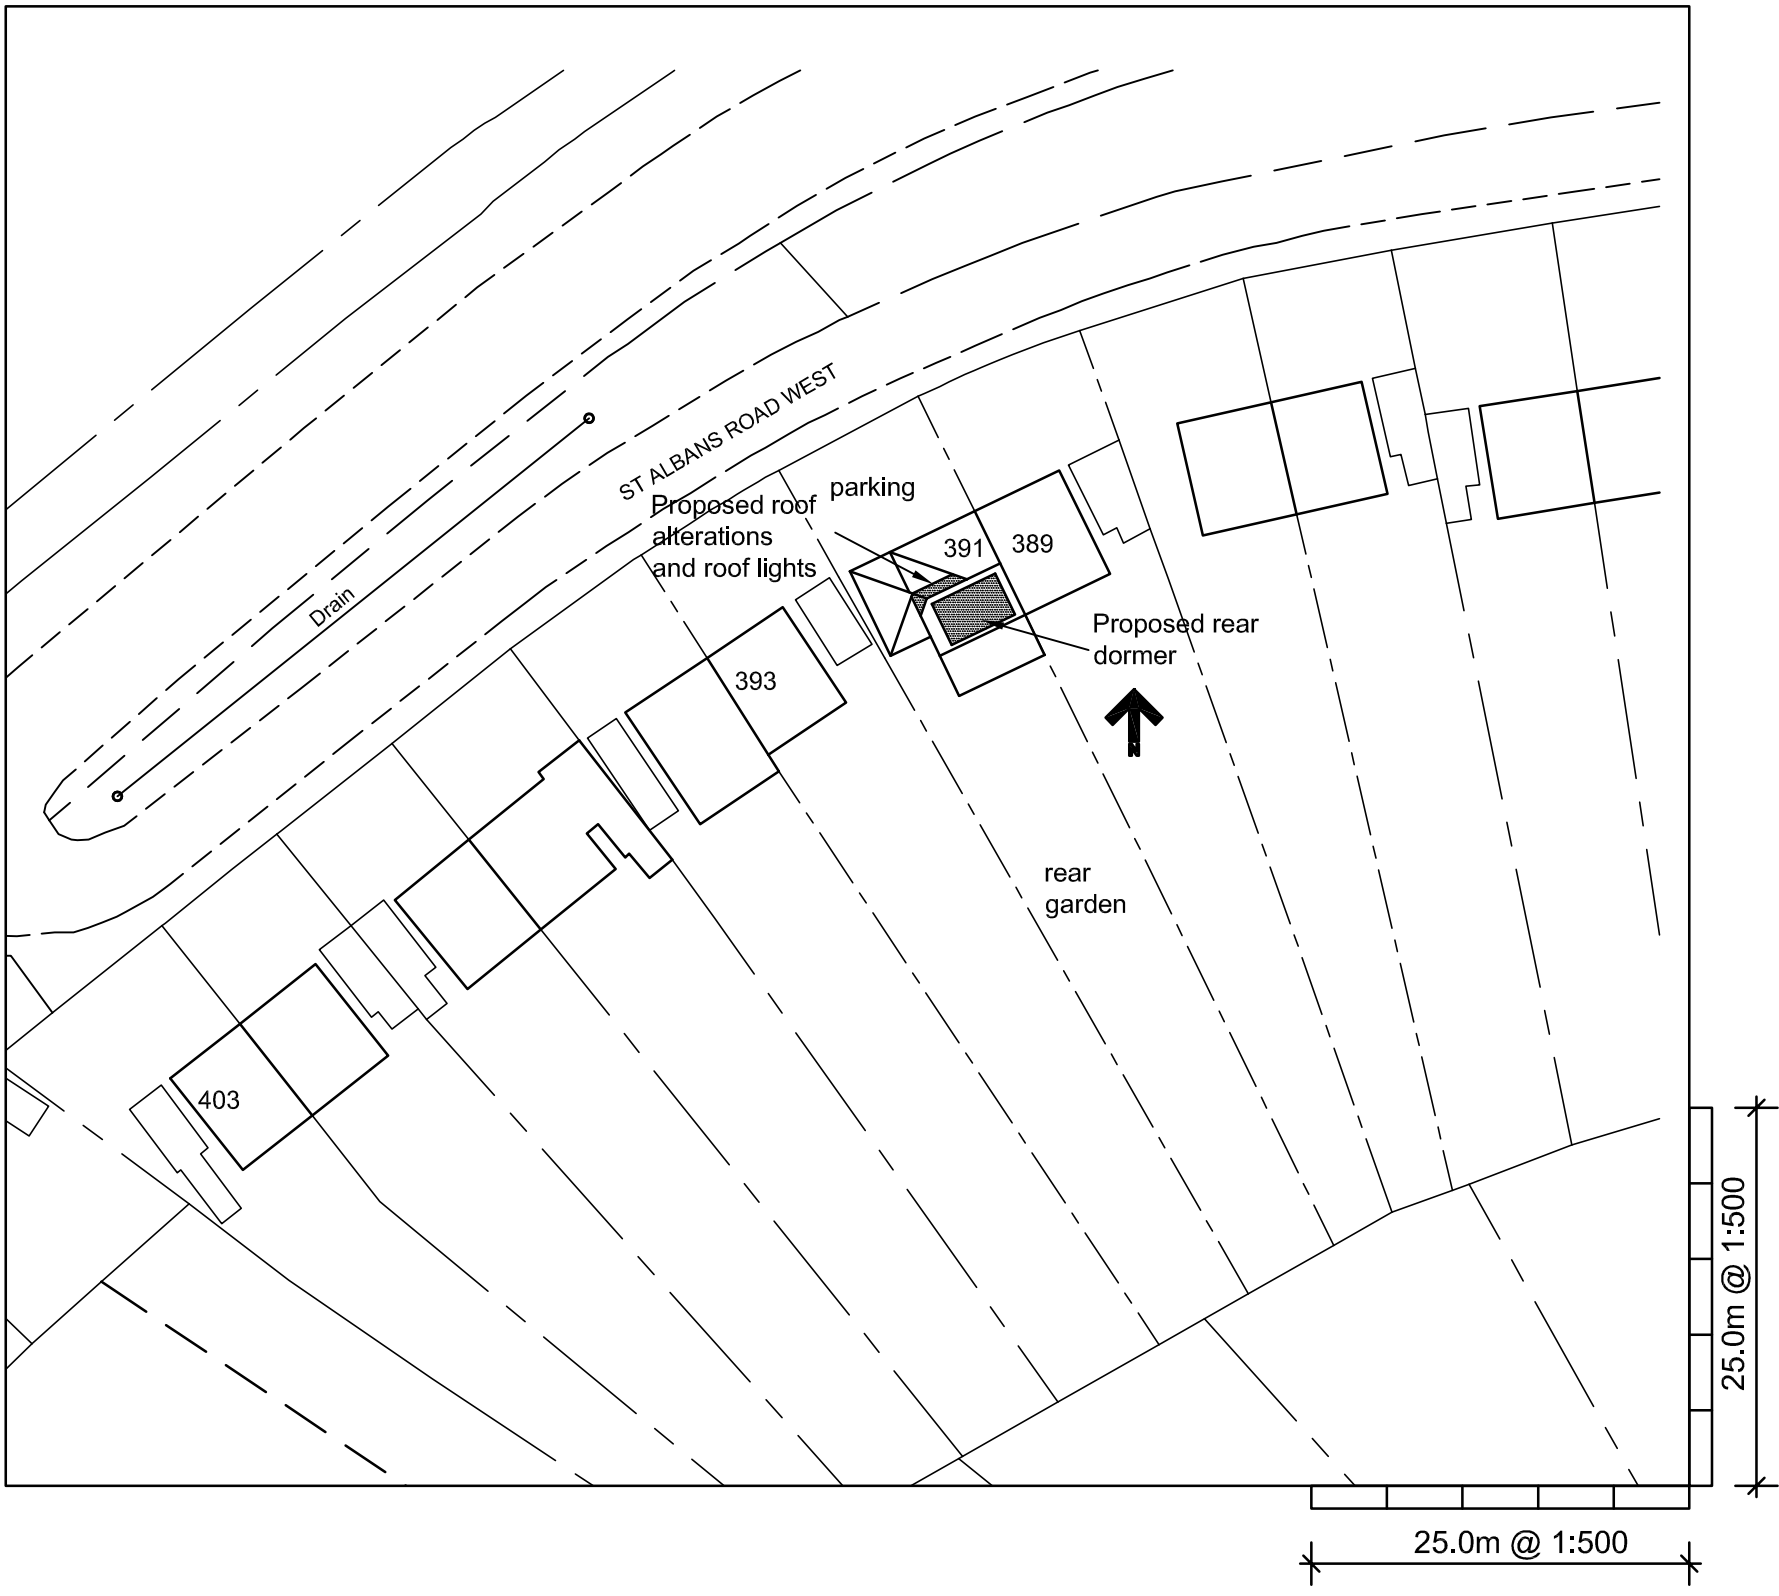 ST ALBANS ROAD WEST
parking
Proposed roof
alterations
and roof lights
391
389
Drain
Proposed rear
dormer
393
N
rear
garden
403
25.0m @ 1:500
25.0m @ 1:500